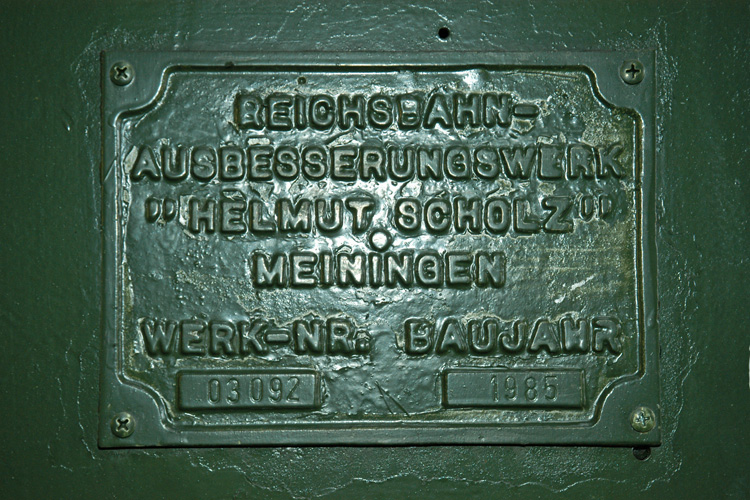 REICHSBAHN-
AUSBESSERUNGSWERK
"HELMUT SCHOLZ"
MEININGEN
WERK-NR. BAUJAHR
03092 1985